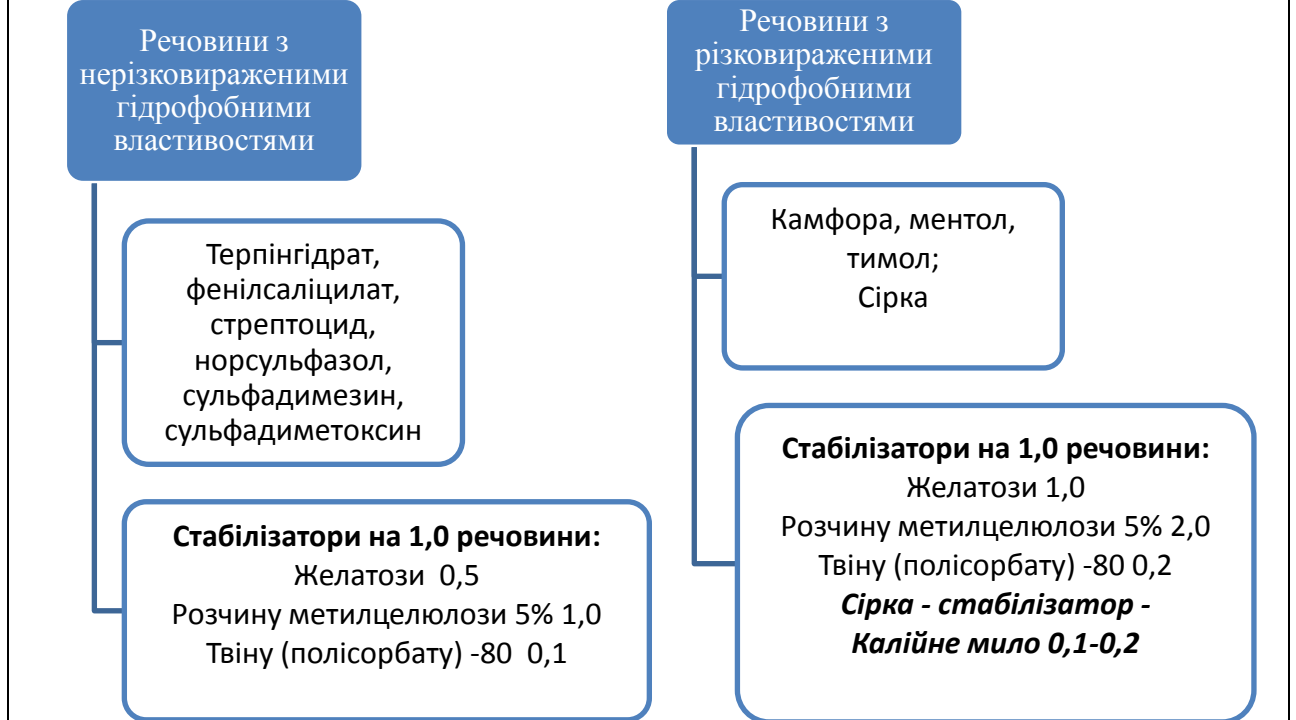 Речовини з
нерізковираженими
гідрофобними
властивостями
Терпінгідрат,
фенілсаліцилат,
стрептоцид,
норсульфазол,
сульфадимезин,
сульфадиметоксин
Стабілізатори на 1,0 речовини:
Желатози 0,5
Розчину метилцелюлози 5% 1,0
Твіну (полісорбату) -80 0,1
Речовини з
різковираженими
гідрофобними
властивостями
Камфора, ментол,
тимол;
Сірка
Стабілізатори на 1,0 речовини:
Желатози 1,0
Розчину метилцелюлози 5% 2,0
Твіну (полісорбату) -80 0,2
Сірка - стабілізатор -
Калійне мило 0,1-0,2